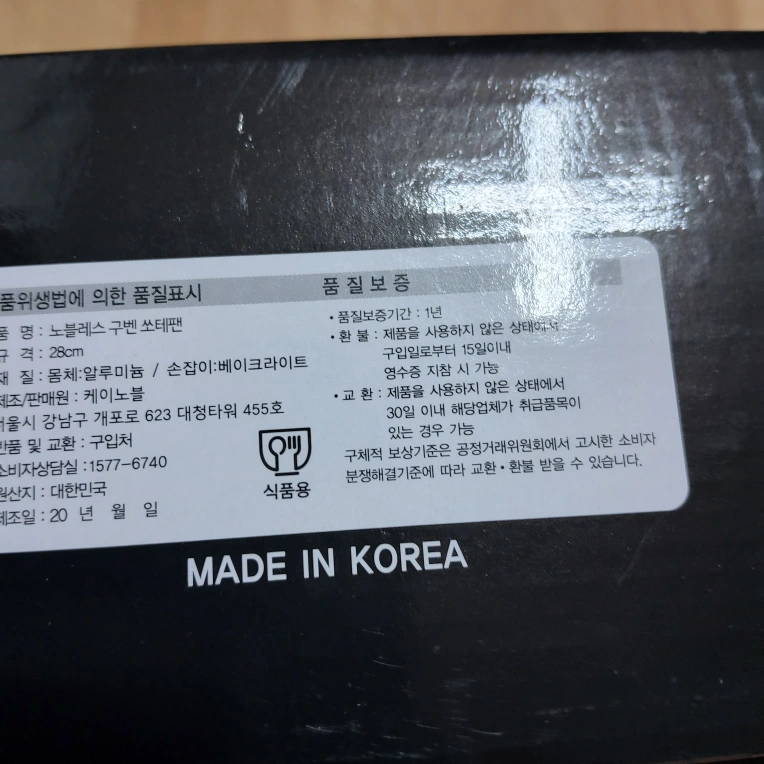 품위생법에 의한 품질표시
품 명 : 노블레스 구벤 쏘테팬
규 격 : 28cm
재 질 : 몸체:알루미늄 / 손잡이:베이크라이트
제조/판매원 : 케이노블
서울시 강남구 개포로 623 대청타워 455호
반품 및 교환 : 구입처
소비자상담실 : 1577-6740
원산지 : 대한민국
제조일 : 20 년 월 일
식품용
품 질 보 증
• 품질보증기간 : 1년
• 환 불 : 제품을 사용하지 않은 상태에서
구입일로부터 15일이내
영수증 지참 시 가능
• 교 환 : 제품을 사용하지 않은 상태에서
30일 이내 해당업체가 취급품목이
있는 경우 가능
구체적 보상기준은 공정거래위원회에서 고시한 소비자
분쟁해결기준에 따라 교환 • 환불 받을 수 있습니다.
MADE IN KOREA